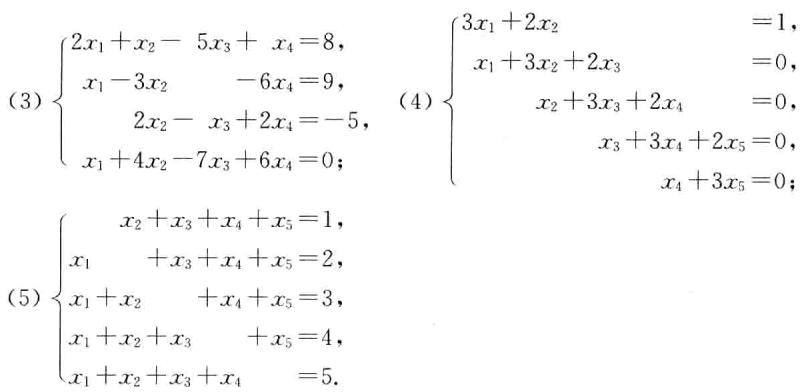 (3) { 2x₁+x₂− 5x₃+ x₄=8,
x₁−3x₂ −6x₄=9,
2x₂− x₃+2x₄=−5,
x₁+4x₂−7x₃+6x₄=0;
(4) { 3x₁+2x₂ =1,
x₁+3x₂+2x₃ =0,
x₂+3x₃+2x₄ =0,
x₃+3x₄+2x₅=0,
x₄+3x₅=0;
(5) { x₂+x₃+x₄+x₅=1,
x₁ +x₃+x₄+x₅=2,
x₁+x₂ +x₄+x₅=3,
x₁+x₂+x₃ +x₅=4,
x₁+x₂+x₃+x₄ =5.